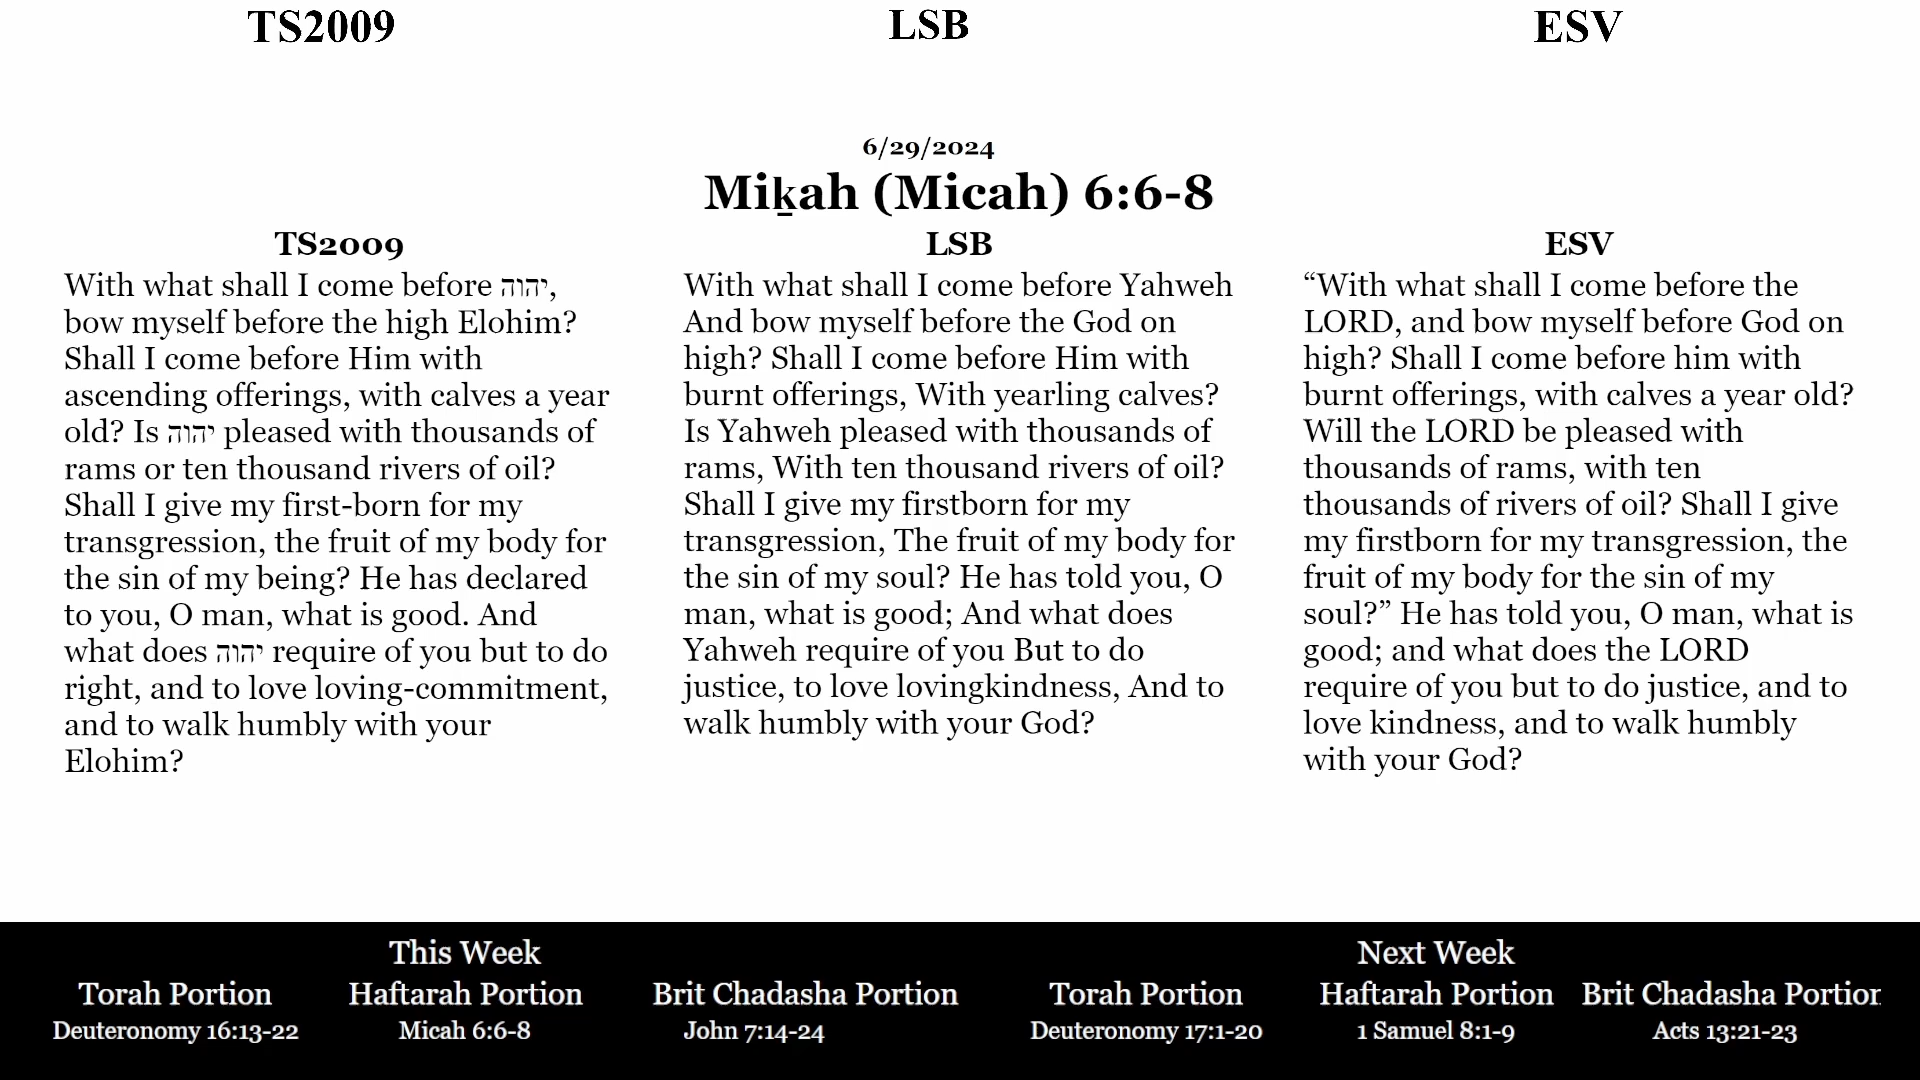 TS2009
LSB
ESV
6/29/2024
Miḵah (Micah) 6:6-8
TS2009
With what shall I come before יהוה,
bow myself before the high Elohim?
Shall I come before Him with
ascending offerings, with calves a year
old? Is יהוה pleased with thousands of
rams or ten thousand rivers of oil?
Shall I give my first-born for my
transgression, the fruit of my body for
the sin of my being? He has declared
to you, O man, what is good. And
what does יהוה require of you but to do
right, and to love loving-commitment,
and to walk humbly with your
Elohim?
LSB
With what shall I come before Yahweh
And bow myself before the God on
high? Shall I come before Him with
burnt offerings, With yearling calves?
Is Yahweh pleased with thousands of
rams, With ten thousand rivers of oil?
Shall I give my firstborn for my
transgression, The fruit of my body for
the sin of my soul? He has told you, O
man, what is good; And what does
Yahweh require of you But to do
justice, to love lovingkindness, And to
walk humbly with your God?
ESV
“With what shall I come before the
LORD, and bow myself before God on
high? Shall I come before him with
burnt offerings, with calves a year old?
Will the LORD be pleased with
thousands of rams, with ten
thousands of rivers of oil? Shall I give
my firstborn for my transgression, the
fruit of my body for the sin of my
soul?” He has told you, O man, what is
good; and what does the LORD
require of you but to do justice, and to
love kindness, and to walk humbly
with your God?
This Week
Torah Portion
Deuteronomy 16:13-22
Haftarah Portion
Micah 6:6-8
Brit Chadasha Portion
John 7:14-24
Next Week
Torah Portion
Deuteronomy 17:1-20
Haftarah Portion
1 Samuel 8:1-9
Brit Chadasha Portion
Acts 13:21-23